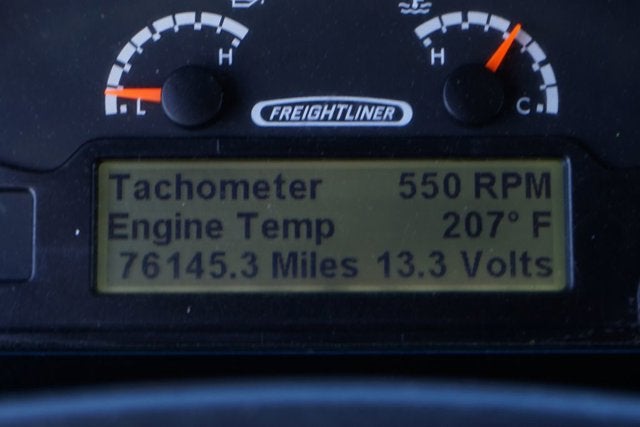 H H
L C
FREIGHTLINER
Tachometer 550 RPM
Engine Temp 207° F
76145.3 Miles 13.3 Volts